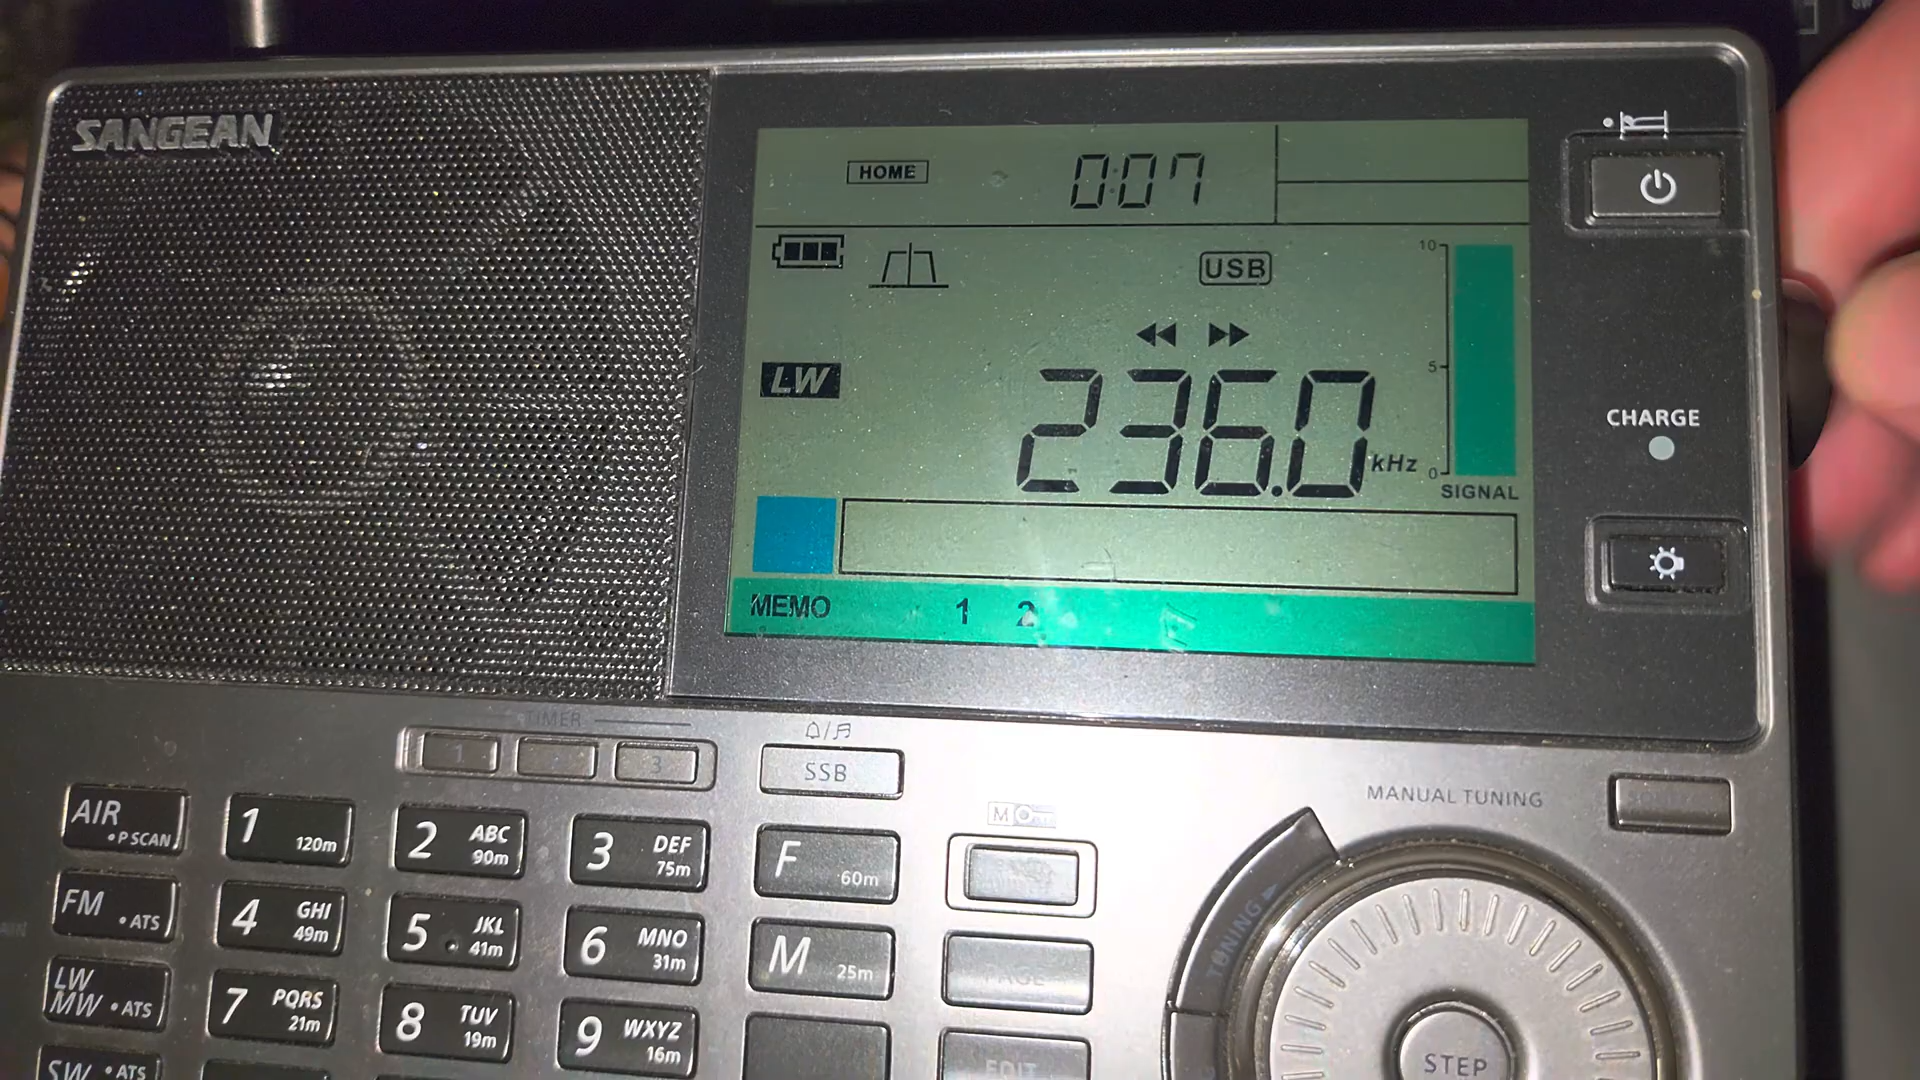 SANGEAN
HOME 0:07
10
USB
5
LW
236.0 kHz
0
SIGNAL
CHARGE
MEMO 1 2
TIMER
1 3
SSB
MANUAL TUNING
AIR • P SCAN
1 120m
2 ABC 90m
3 DEF 75m
F 60m
TUNING
FM • ATS
4 GHI 49m
5 JKL 41m
6 MNO 31m
M 25m
PAGE
LW MW • ATS
7 PQRS 21m
8 TUV 19m
9 WXYZ 16m
EDIT
STEP
SW • ATS